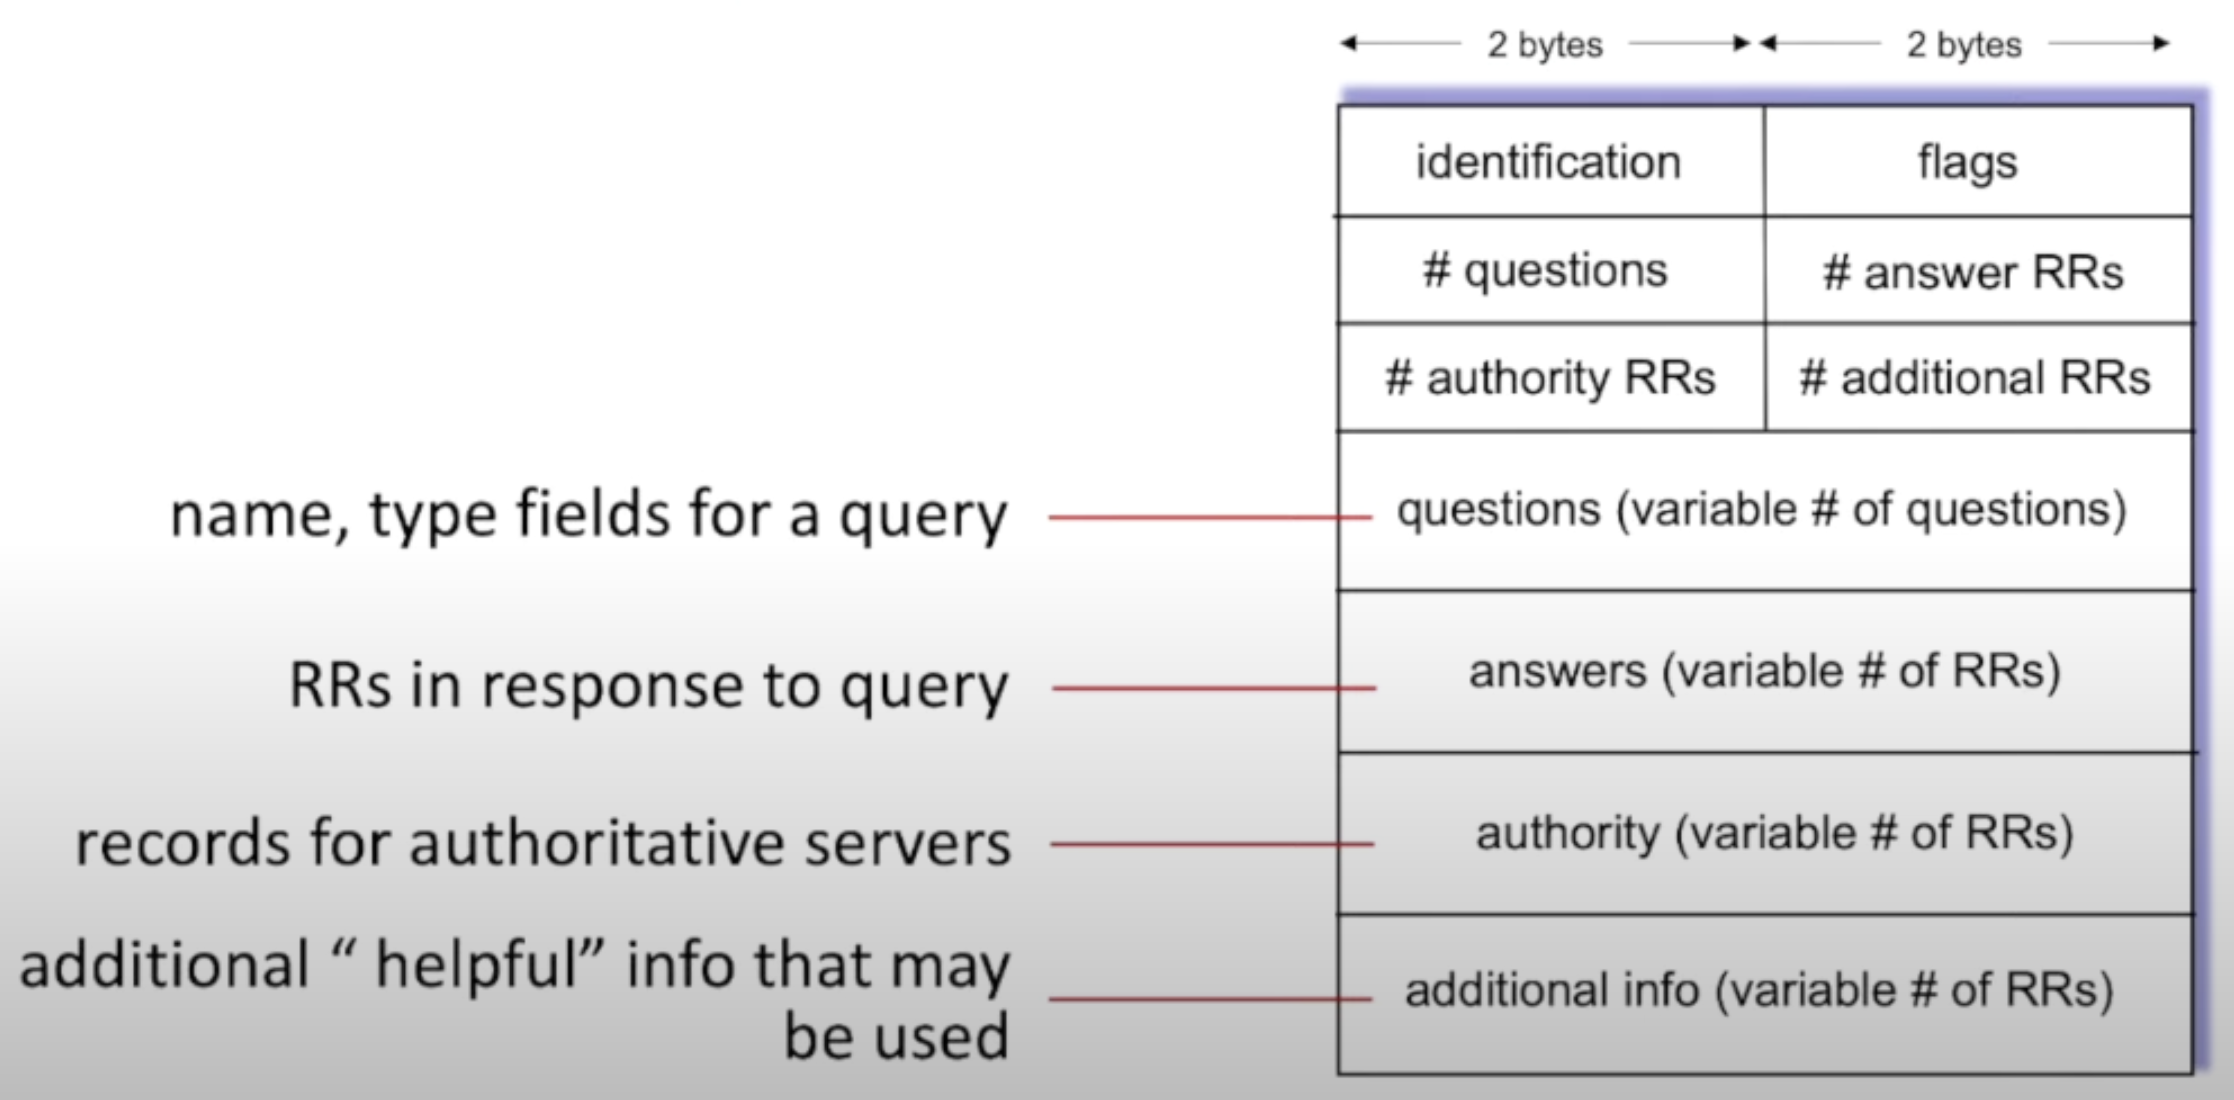 2 bytes 2 bytes
identification flags
# questions # answer RRs
# authority RRs # additional RRs
name, type fields for a query questions (variable # of questions)
RRs in response to query answers (variable # of RRs)
records for authoritative servers authority (variable # of RRs)
additional “ helpful” info that may
be used
additional info (variable # of RRs)